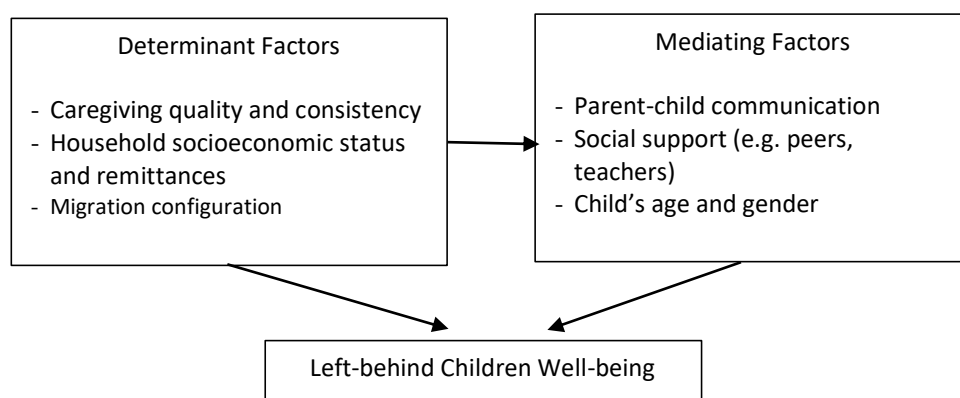 Determinant Factors
- Caregiving quality and consistency
- Household socioeconomic status
and remittances
- Migration configuration
Mediating Factors
- Parent-child communication
- Social support (e.g. peers,
teachers)
- Child’s age and gender
Left-behind Children Well-being